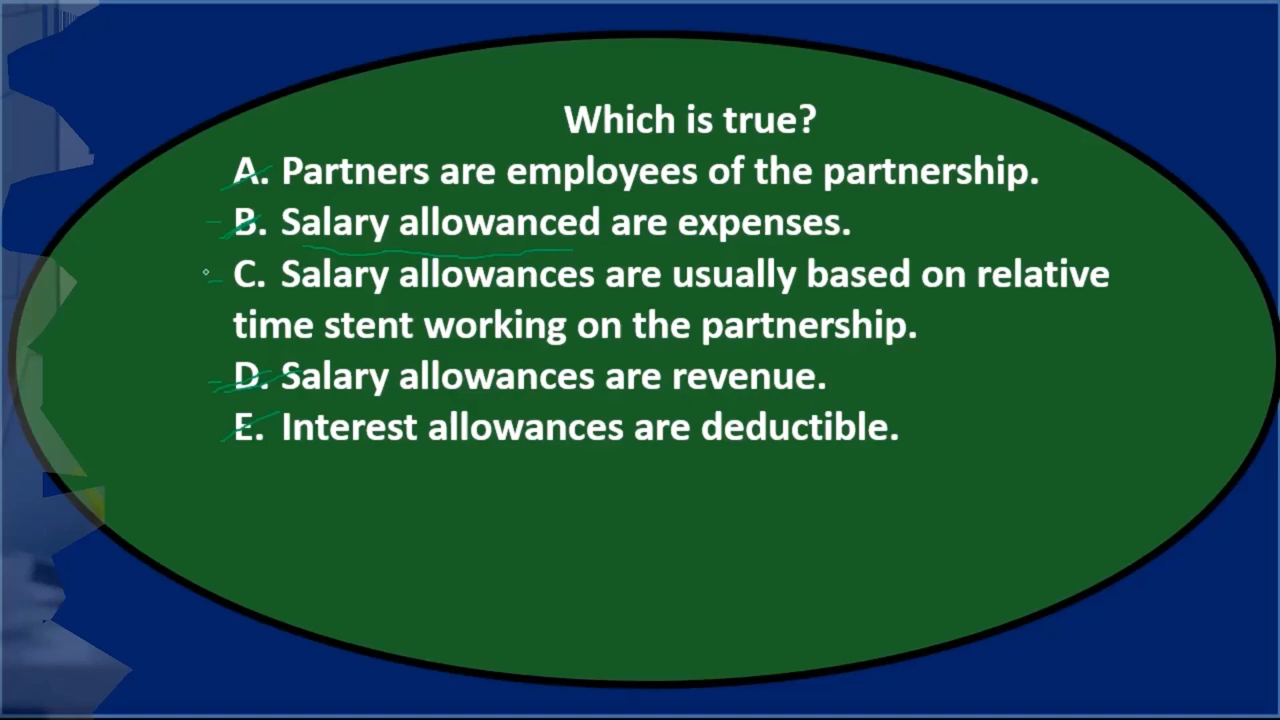 Which is true?
A. Partners are employees of the partnership.
B. Salary allowanced are expenses.
C. Salary allowances are usually based on relative
time stent working on the partnership.
D. Salary allowances are revenue.
E. Interest allowances are deductible.